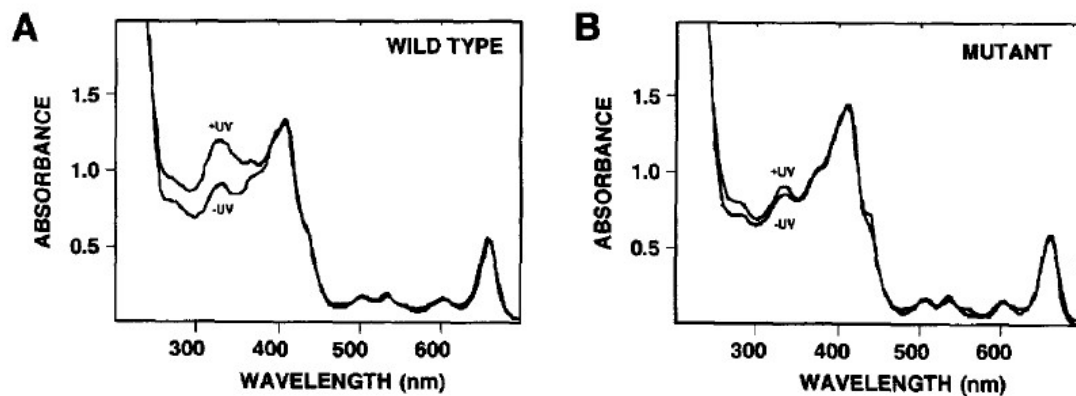 A
WILD TYPE
ABSORBANCE
1.5
1.0
0.5
+UV
-UV
300 400 500 600
WAVELENGTH (nm)
B
MUTANT
ABSORBANCE
1.5
1.0
0.5
+UV
-UV
300 400 500 600
WAVELENGTH (nm)